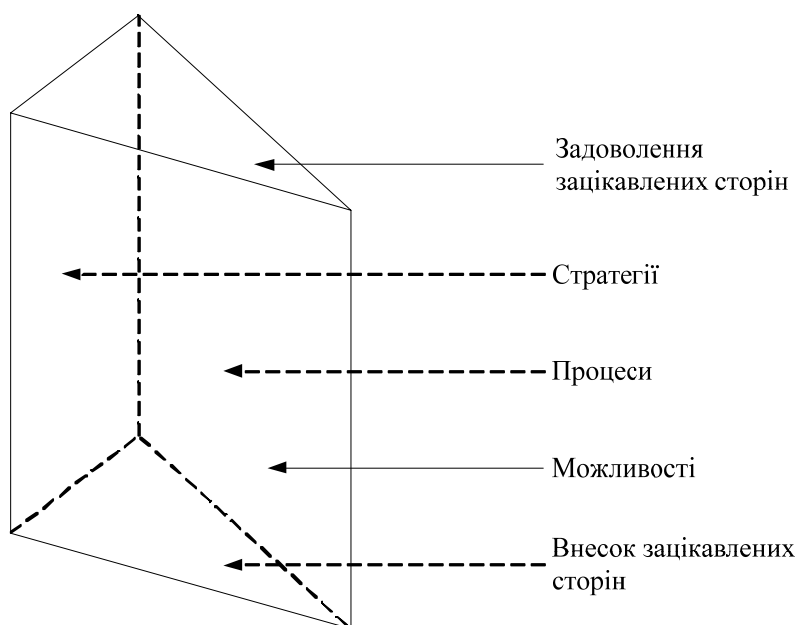 Задоволення
зацікавлених сторін
Стратегії
Процеси
Можливості
Внесок зацікавлених
сторін